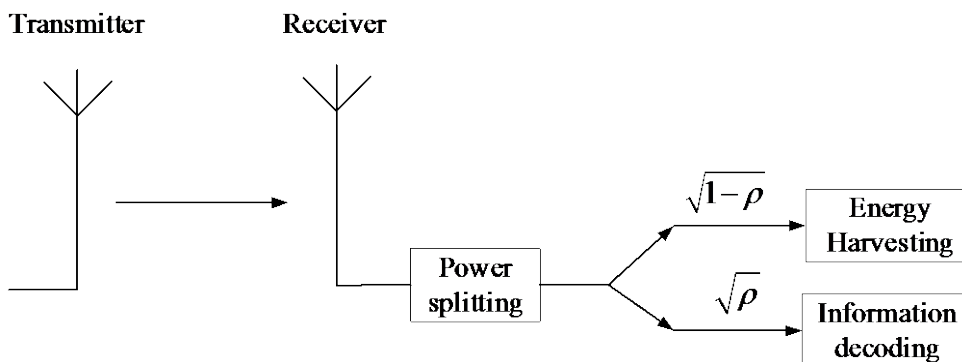 Transmitter
Receiver
√1−ρ
Energy
Harvesting
Power
splitting
√ρ
Information
decoding